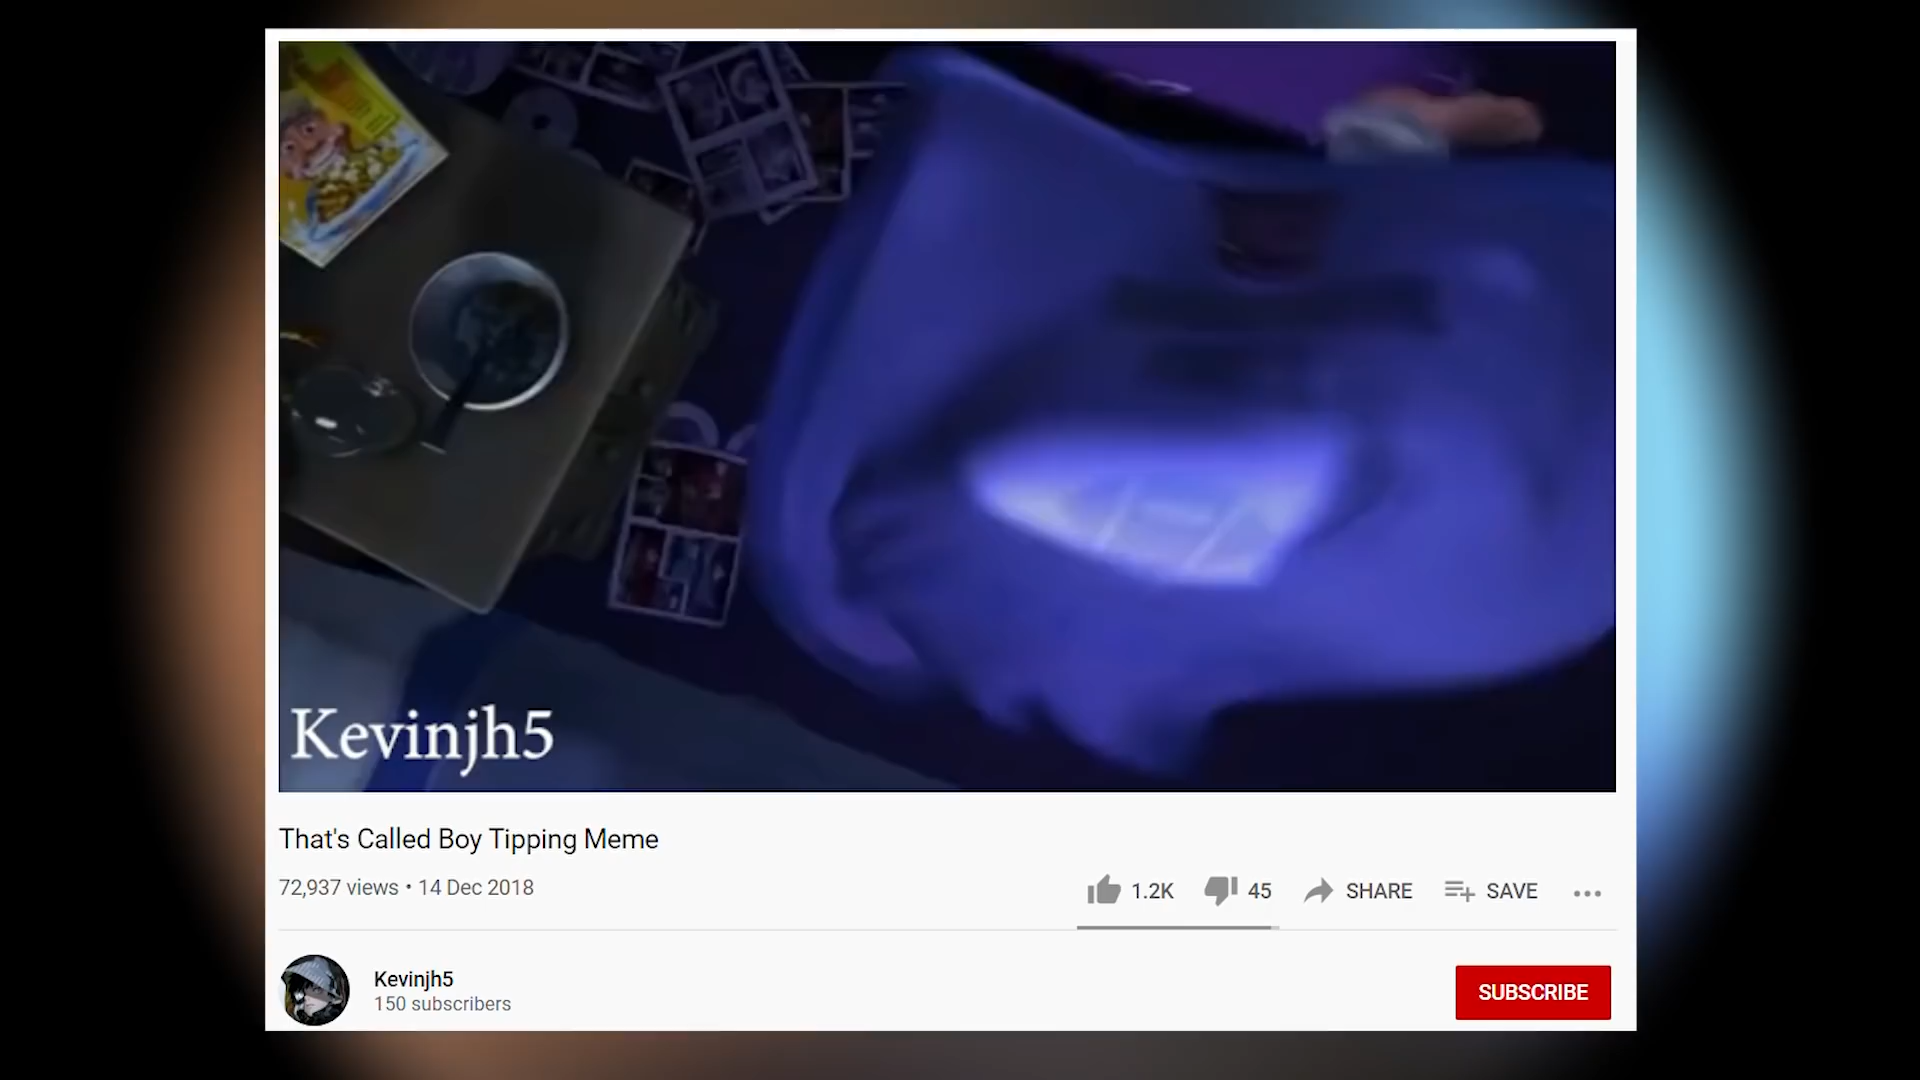 Kevinjh5
That's Called Boy Tipping Meme
72,937 views • 14 Dec 2018
1.2K 45 SHARE SAVE
Kevinjh5
150 subscribers
SUBSCRIBE